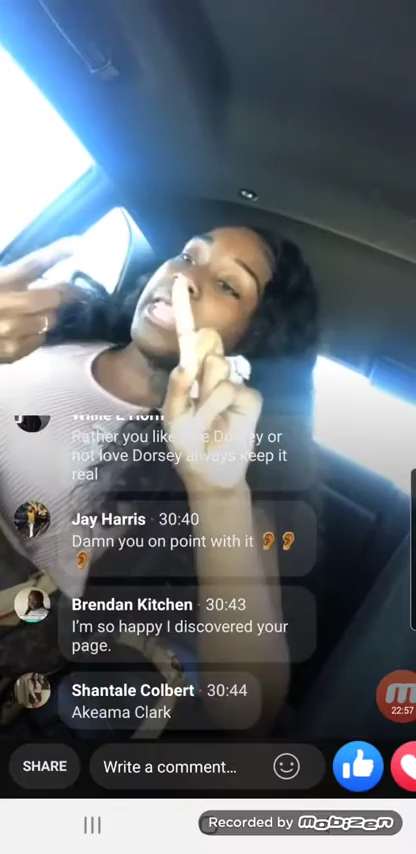 Rather you like Dorsey or
not love Dorsey always keep it
real
Jay Harris · 30:40
Damn you on point with it 👂🏾👂🏾
👂🏾
Brendan Kitchen · 30:43
I'm so happy I discovered your
page.
Shantale Colbert · 30:44
Akeama Clark
22:57
SHARE
Write a comment...
Recorded by mobizen